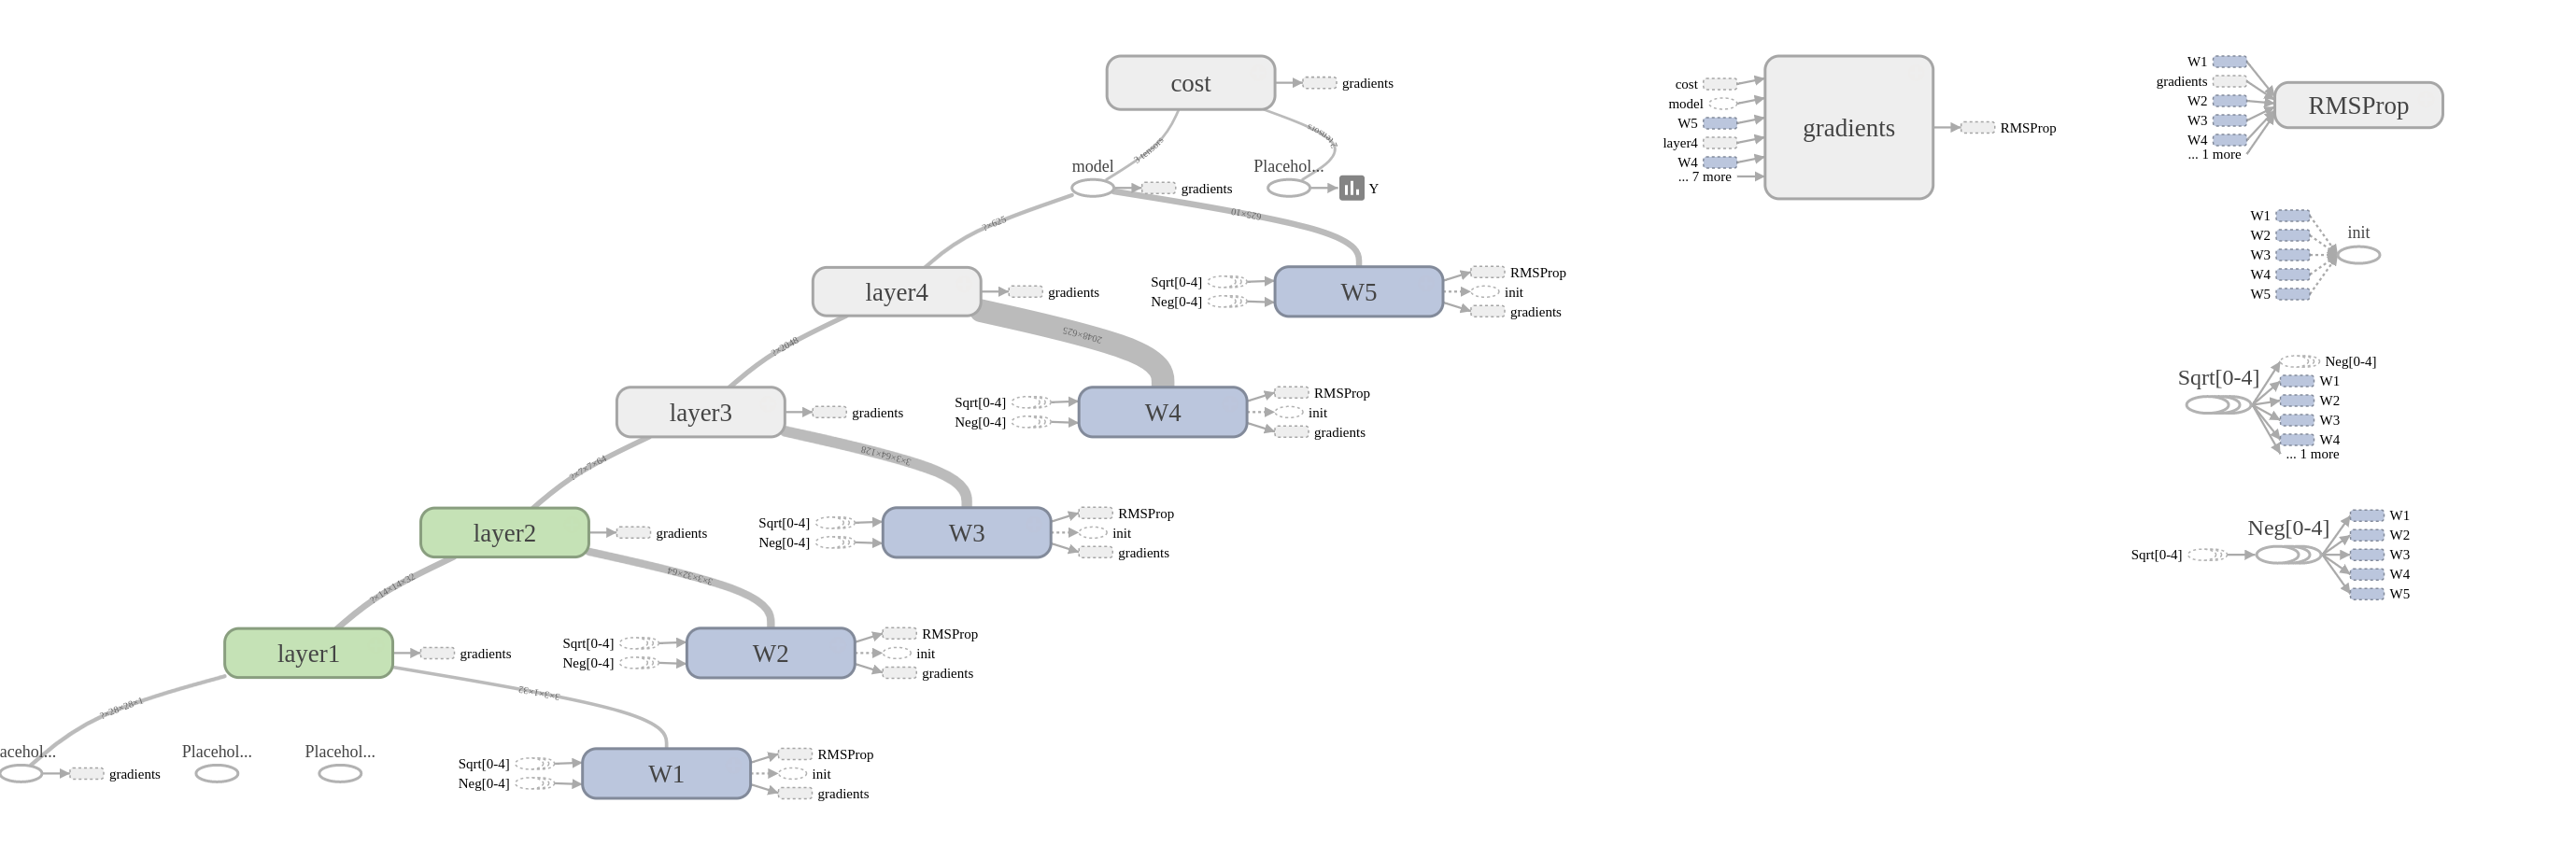 cost
gradients
3 tensors
2 tensors
model
gradients
Placehol...
Y
?×625
625×10
layer4
gradients
Sqrt[0-4]
Neg[0-4]
W5
RMSProp
init
gradients
?×2048
2048×625
layer3
gradients
Sqrt[0-4]
Neg[0-4]
W4
RMSProp
init
gradients
?×7×7×64
3×3×64×128
layer2
gradients
Sqrt[0-4]
Neg[0-4]
W3
RMSProp
init
gradients
?×14×14×32
3×3×32×64
layer1
gradients
Sqrt[0-4]
Neg[0-4]
W2
RMSProp
init
gradients
?×28×28×1
3×3×1×32
acehol...
gradients
Placehol...
Placehol...
Sqrt[0-4]
Neg[0-4]
W1
RMSProp
init
gradients
cost
model
W5
layer4
W4
... 7 more
gradients
RMSProp
W1
gradients
W2
W3
W4
... 1 more
RMSProp
W1
W2
W3
W4
W5
init
Sqrt[0-4]
Neg[0-4]
W1
W2
W3
W4
... 1 more
Sqrt[0-4]
Neg[0-4]
W1
W2
W3
W4
W5